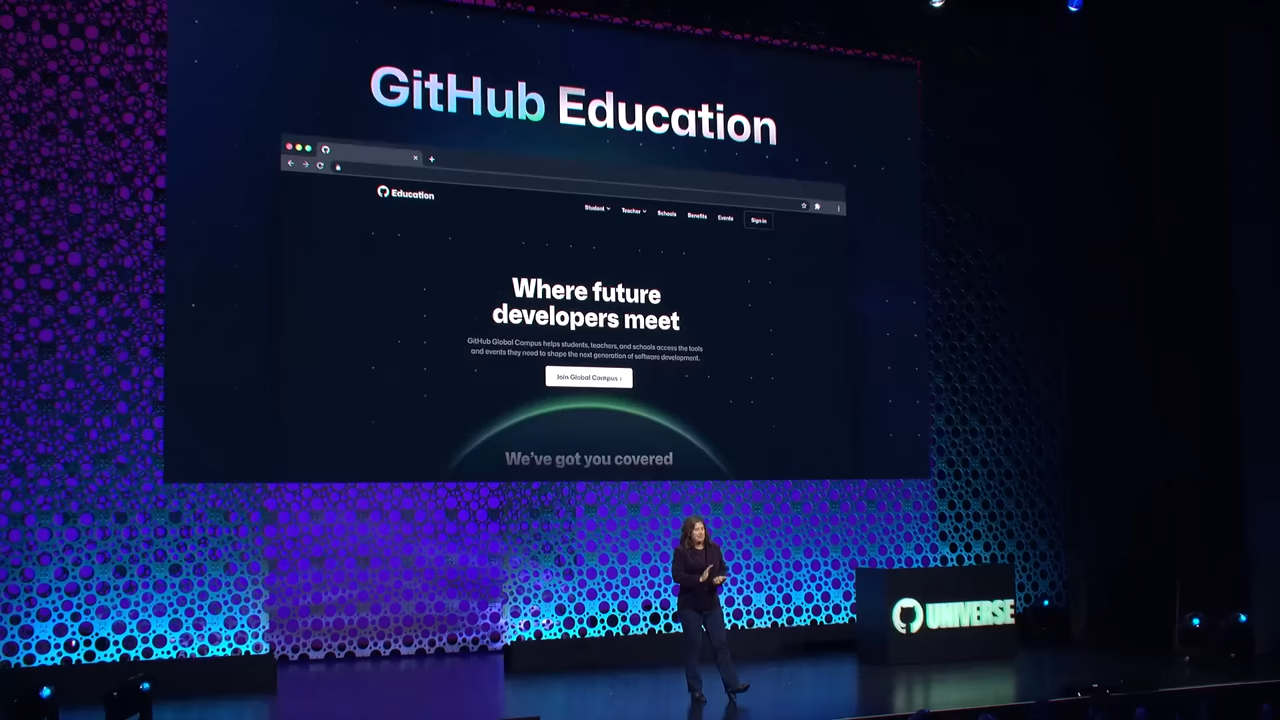 GitHub Education
Education
Student
Teacher
Schools
Benefits
Events
Sign in
Where future
developers meet
GitHub Global Campus helps students, teachers, and schools access the tools
and events they need to shape the next generation of software development.
Join Global Campus ›
We've got you covered
UNIVERSE